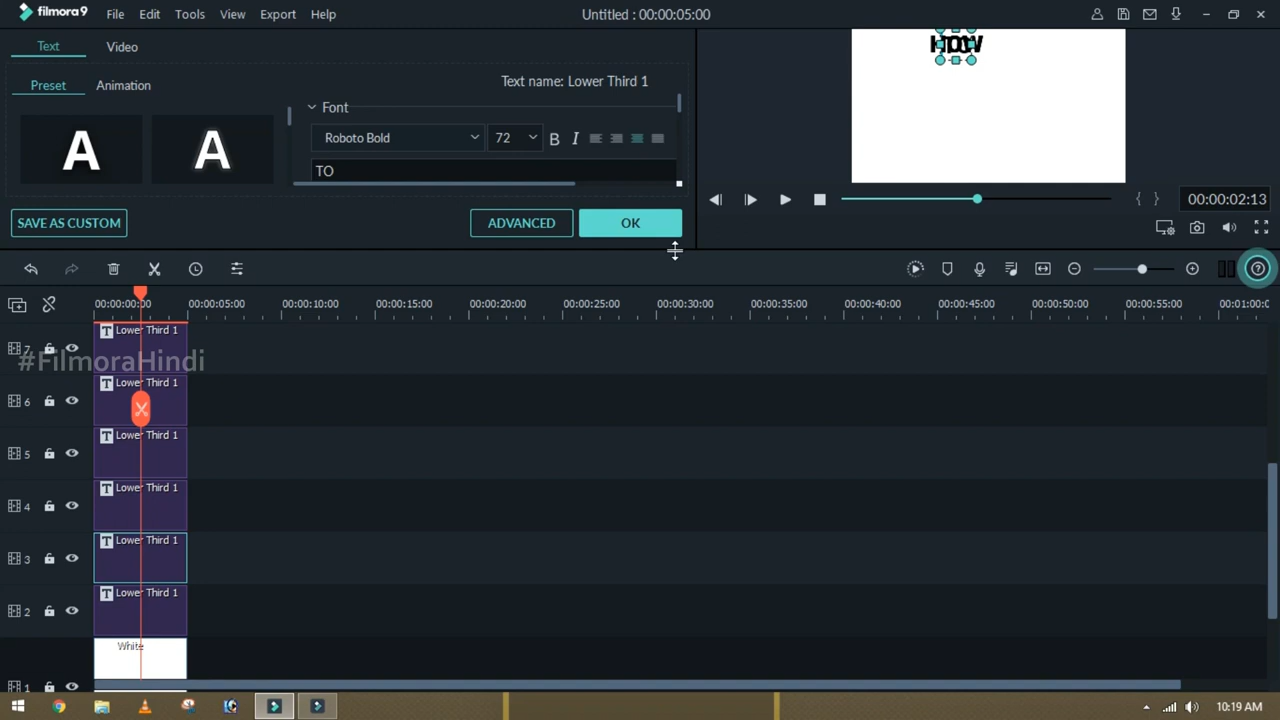 filmora9
File Edit Tools View Export Help
Untitled : 00:00:05:00
Text Video
Preset Animation
Text name: Lower Third 1
Font
A A
Roboto Bold 72 B I
TO
SAVE AS CUSTOM ADVANCED OK
{ } 00:00:02:13
00:00:00:00 00:00:05:00 00:00:10:00 00:00:15:00 00:00:20:00 00:00:25:00 00:00:30:00 00:00:35:00 00:00:40:00 00:00:45:00 00:00:50:00 00:00:55:00 00:01:00:0
T Lower Third 1
7
#FilmoraHindi
T Lower Third 1
6
T Lower Third 1
5
T Lower Third 1
4
T Lower Third 1
3
T Lower Third 1
2
White
1
10:19 AM